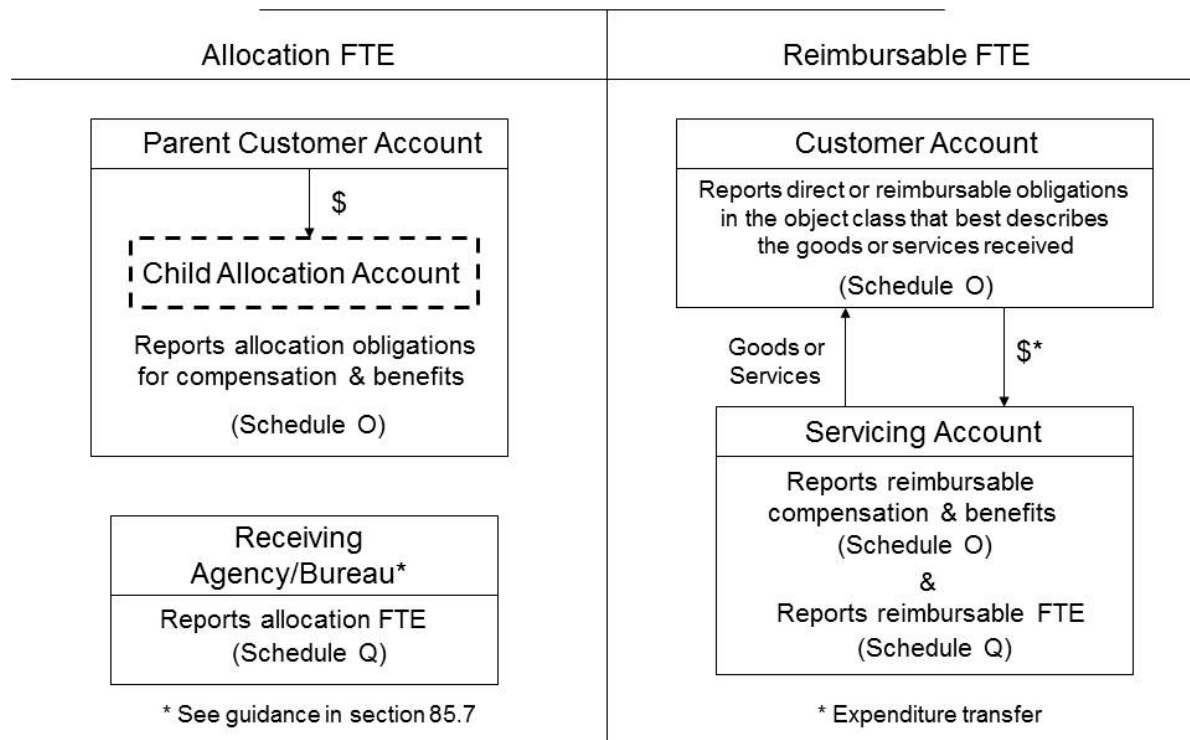 Allocation FTE
Parent Customer Account
$
Child Allocation Account
Reports allocation obligations
for compensation & benefits
(Schedule O)
Receiving
Agency/Bureau*
Reports allocation FTE
(Schedule Q)
* See guidance in section 85.7
Reimbursable FTE
Customer Account
Reports direct or reimbursable obligations
in the object class that best describes
the goods or services received
(Schedule O)
Goods or
Services
$*
Servicing Account
Reports reimbursable
compensation & benefits
(Schedule O)
&
Reports reimbursable FTE
(Schedule Q)
* Expenditure transfer